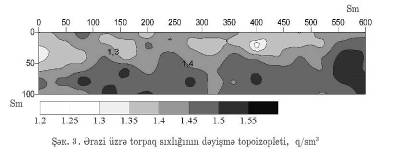 Sm
0 50 100 150 200 250 300 350 400 450 500 550 600
0
1,3
1,4
50
100
Sm
1.2 1.25 1.3 1.35 1.4 1.45 1.5 1.55
Şək. 3. Ərazi üzrə torpaq sıxlığının dəyişmə topoizopleti, q/sm³